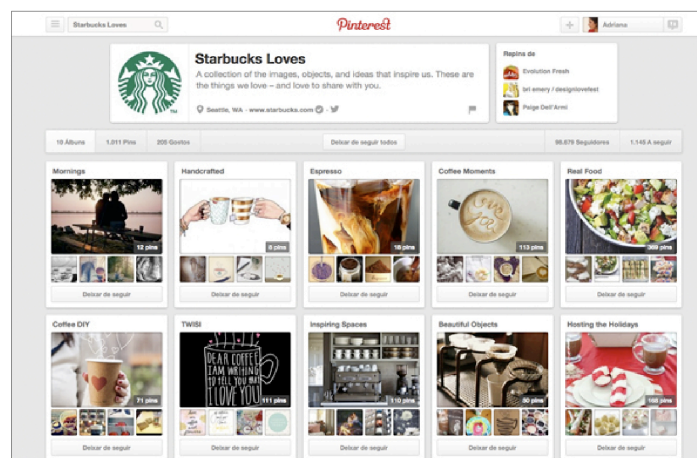 Starbucks Loves
Pinterest
Adriana
Starbucks Loves
A collection of the images, objects, and ideas that inspire us. These are
the things we love – and love to share with you.
Seattle, WA · www.starbucks.com
Repins de
Evolution Fresh
bri emery / designlovefest
Paige Dell'Armi
18 Álbuns
1.011 Pins
206 Gostos
Deixar de seguir todos
98.679 Seguidores
1.145 A seguir
Mornings
Handcrafted
Espresso
Coffee Moments
Real Food
12 pins
8 pins
18 pins
LOVE
113 pins
369 pins
Deixar de seguir
Deixar de seguir
Deixar de seguir
Deixar de seguir
Deixar de seguir
Coffee DIY
TWIBI
Inspiring Spaces
Beautiful Objects
Hosting the Holidays
DEAR COFFEE
I AM WRITING
TO TELL YOU THAT
I LOVE YOU
71 pins
111 pins
110 pins
50 pins
168 pins
Deixar de seguir
Deixar de seguir
Deixar de seguir
Deixar de seguir
Deixar de seguir